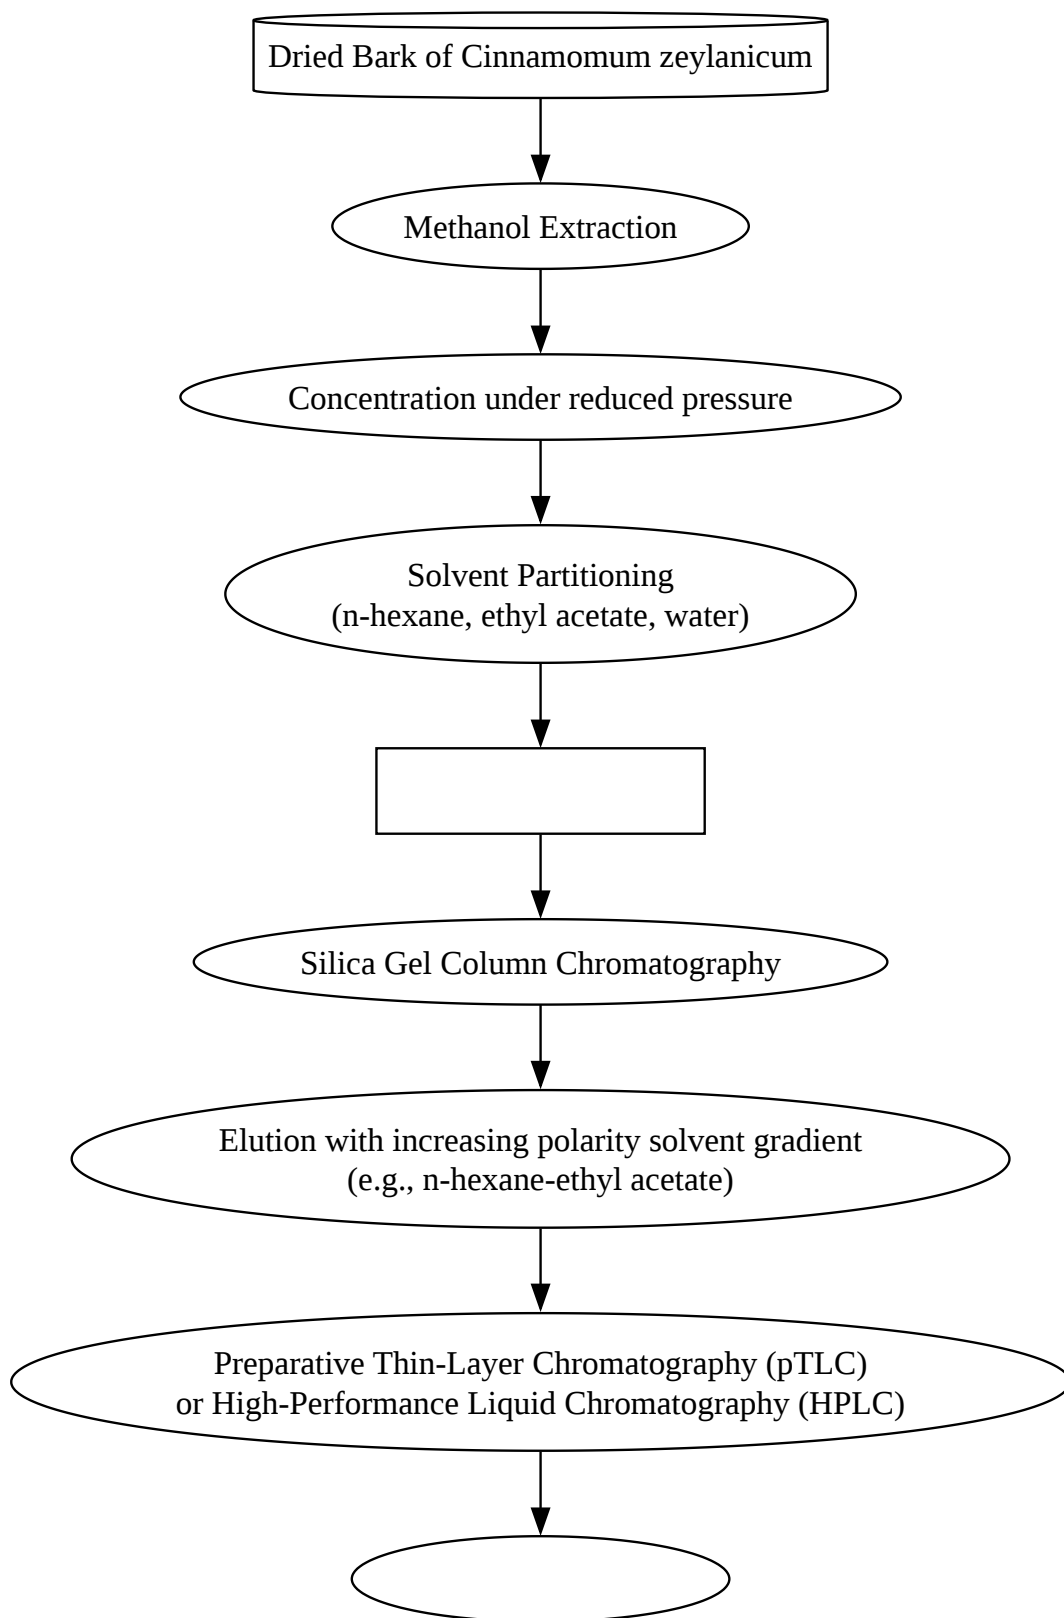 Dried Bark of Cinnamomum zeylanicum
Methanol Extraction
Concentration under reduced pressure
Solvent Partitioning
(n-hexane, ethyl acetate, water)
Silica Gel Column Chromatography
Elution with increasing polarity solvent gradient
(e.g., n-hexane-ethyl acetate)
Preparative Thin-Layer Chromatography (pTLC)
or High-Performance Liquid Chromatography (HPLC)